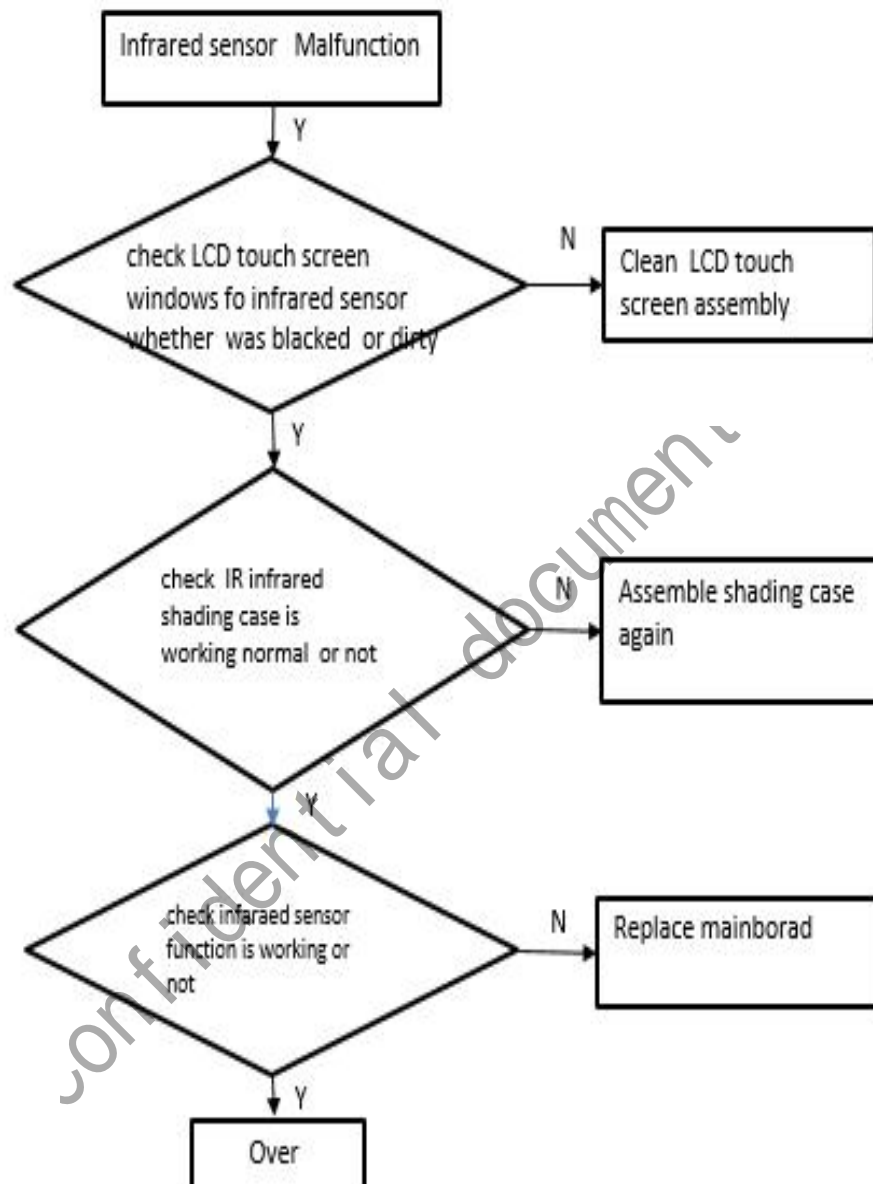 Infrared sensor Malfunction
Y
check LCD touch screen
windows fo infrared sensor
whether was blacked or dirty
N
Clean LCD touch
screen assembly
Y
check IR infrared
shading case is
working normal or not
N
Assemble shading case
again
Y
check infaraed sensor
function is working or
not
N
Replace mainborad
Y
Over
confidential document